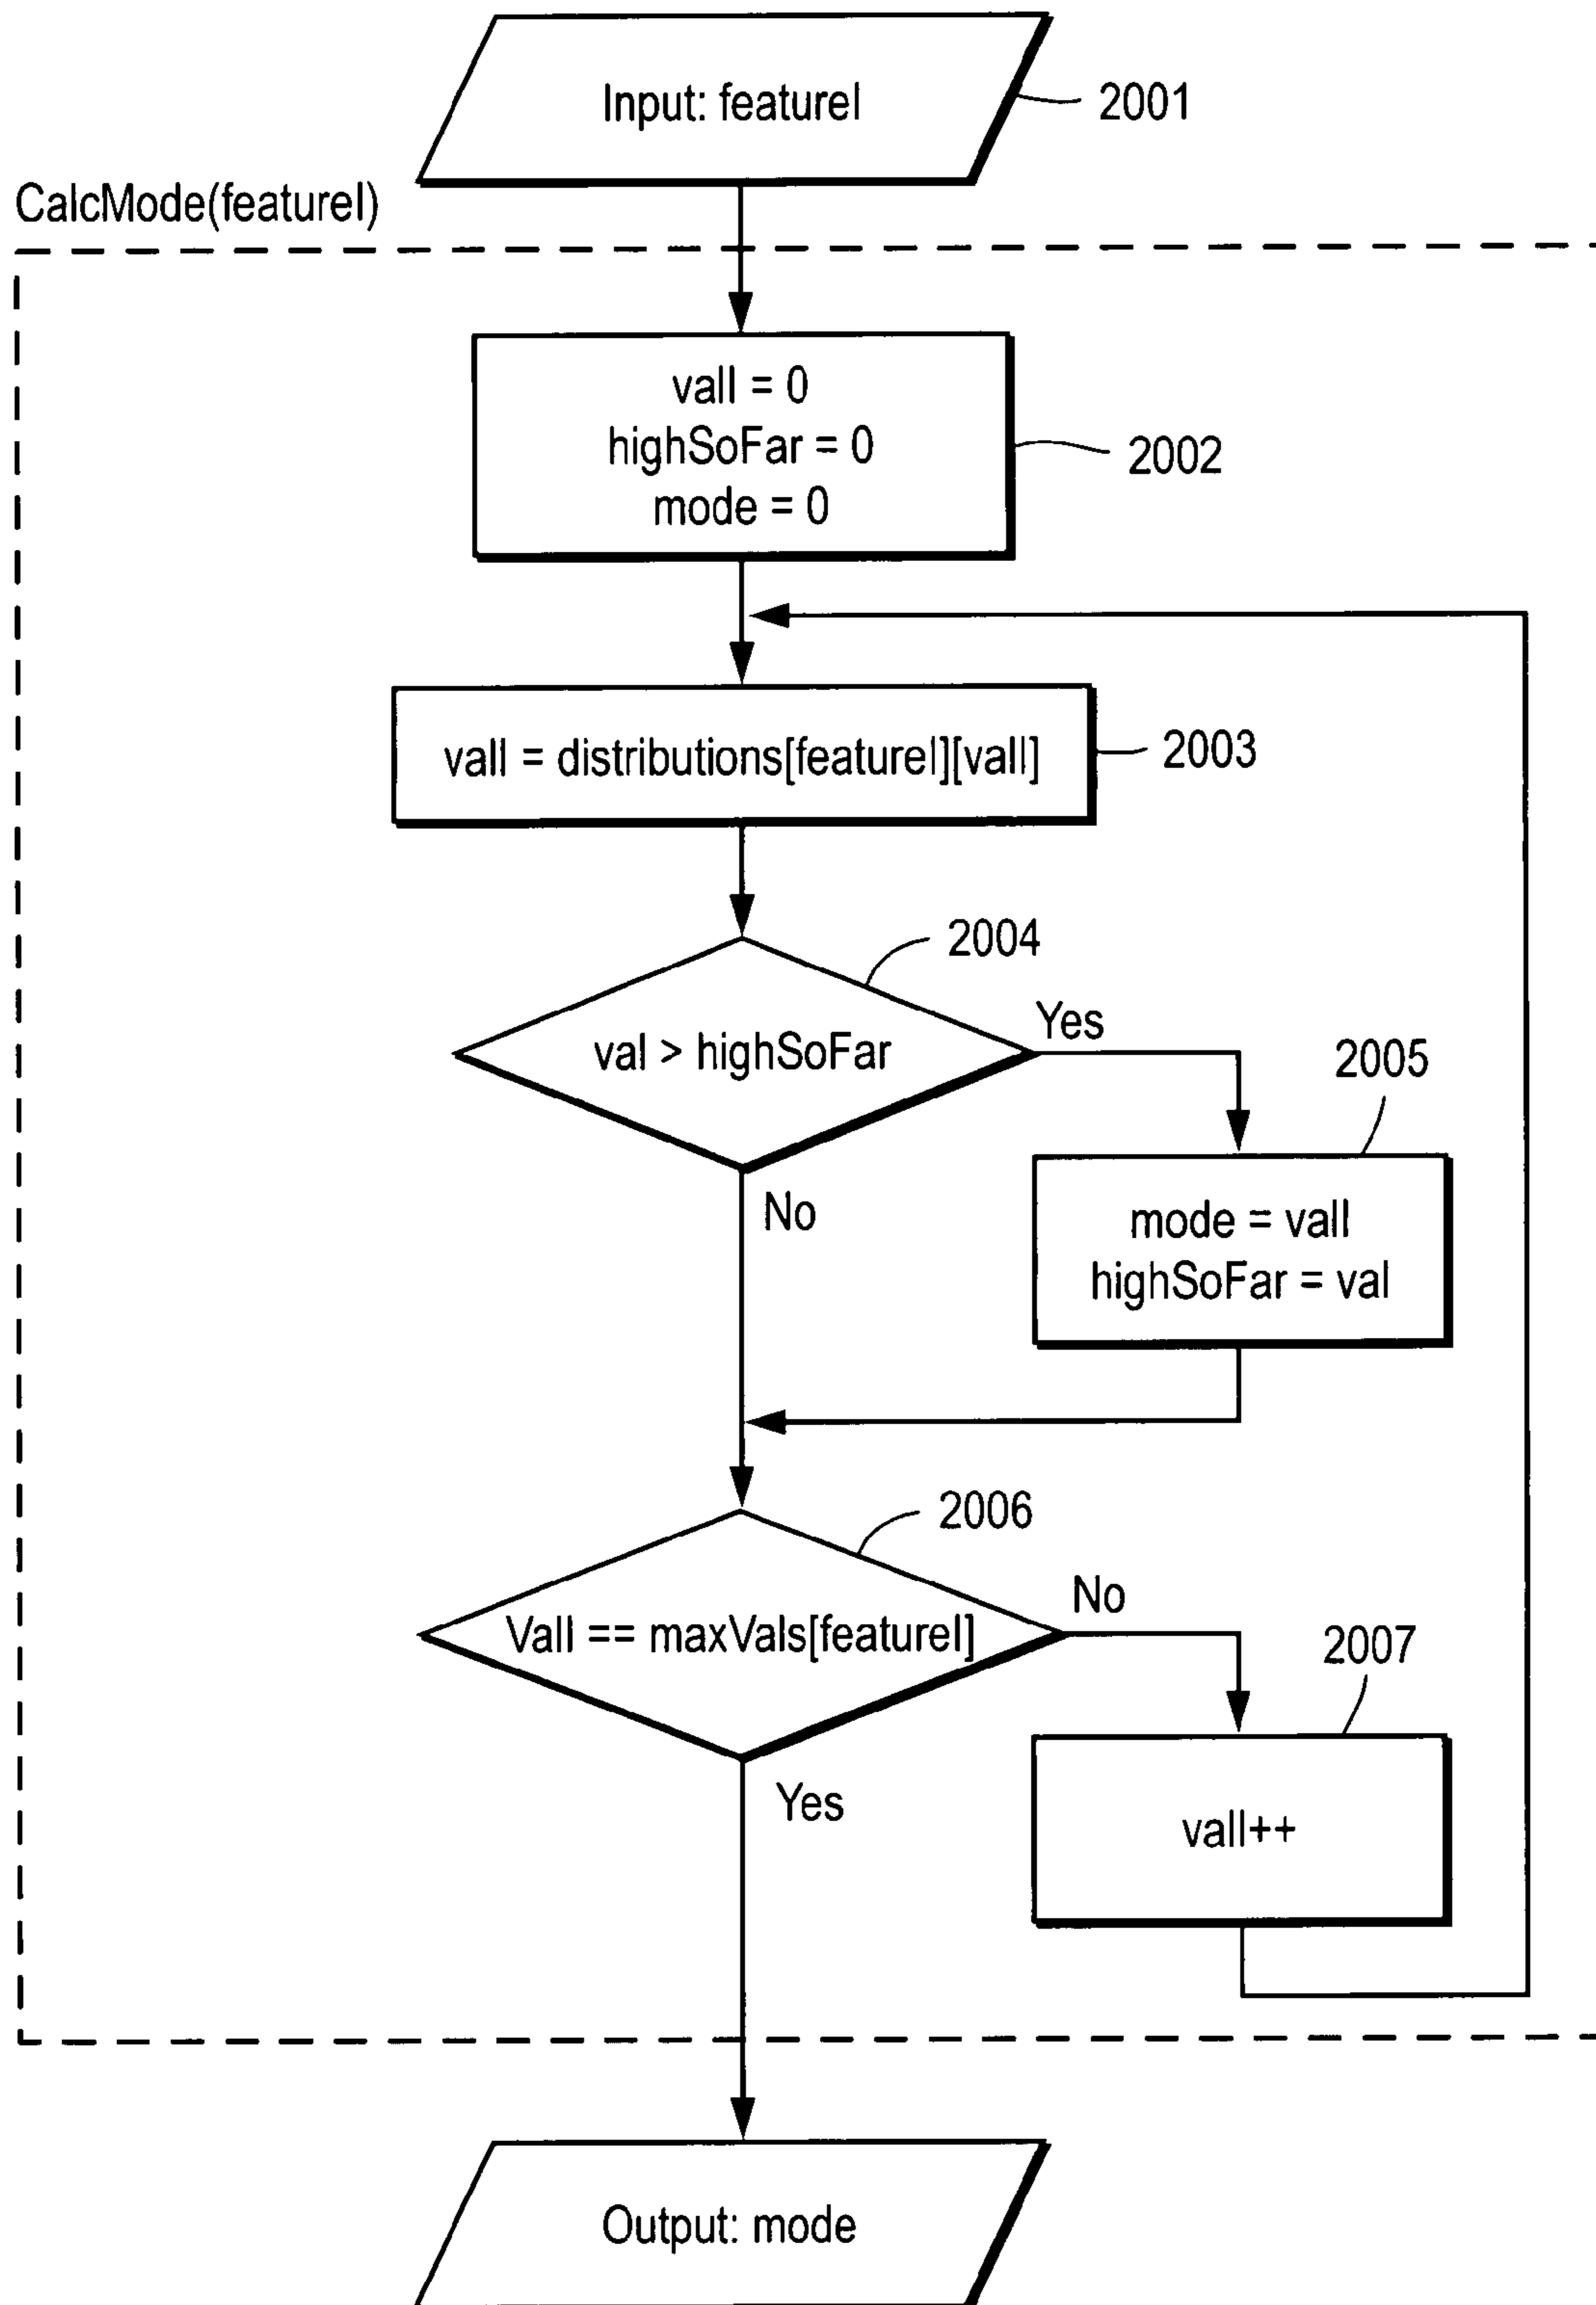 Input: featureI
2001
CalcMode(featureI)
valI = 0
highSoFar = 0
mode = 0
2002
valI = distributions[featureI][valI]
2003
2004
val > highSoFar
Yes
No
2005
mode = valI
highSoFar = val
2006
ValI == maxVals[featureI]
No
Yes
2007
valI++
Output: mode